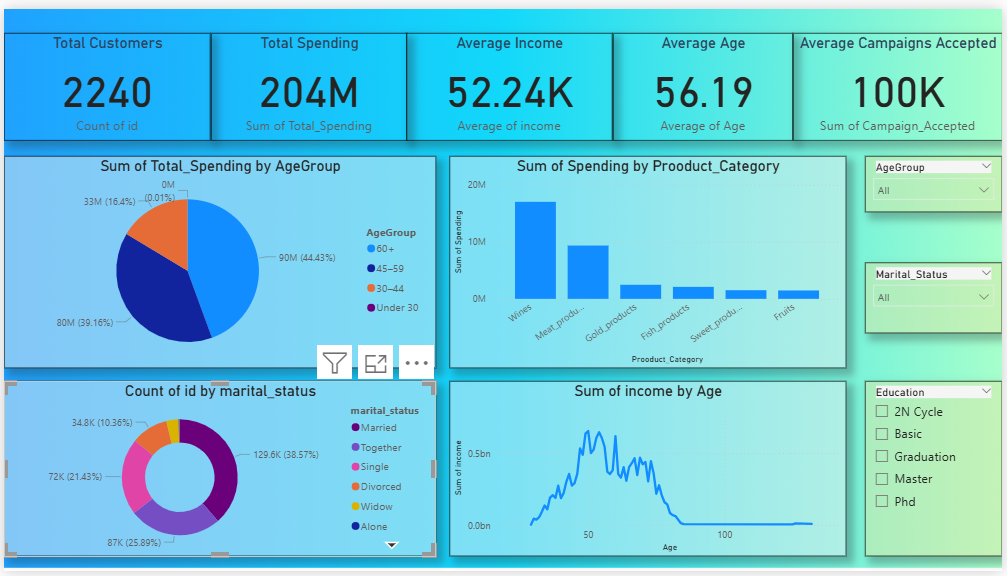 Total Customers
2240
Count of id
Total Spending
204M
Sum of Total_Spending
Average Income
52.24K
Average of income
Average Age
56.19
Average of Age
Average Campaigns Accepted
100K
Sum of Campaign_Accepted
Sum of Total_Spending by AgeGroup
0M
(0.01%)
33M (16.4%)
90M (44.43%)
80M (39.16%)
AgeGroup
60+
45–59
30–44
Under 30
Sum of Spending by Prooduct_Category
Sum of Spending
20M
10M
0M
Wines
Meat_produ...
Gold_products
Fish_products
Sweet_produ...
Fruits
Prooduct_Category
AgeGroup
All
Marital_Status
All
Count of id by marital_status
34.8K (10.36%)
129.6K (38.57%)
72K (21.43%)
87K (25.89%)
marital_status
Married
Together
Single
Divorced
Widow
Alone
Sum of income by Age
Sum of income
0.5bn
0.0bn
50
100
Age
Education
2N Cycle
Basic
Graduation
Master
Phd